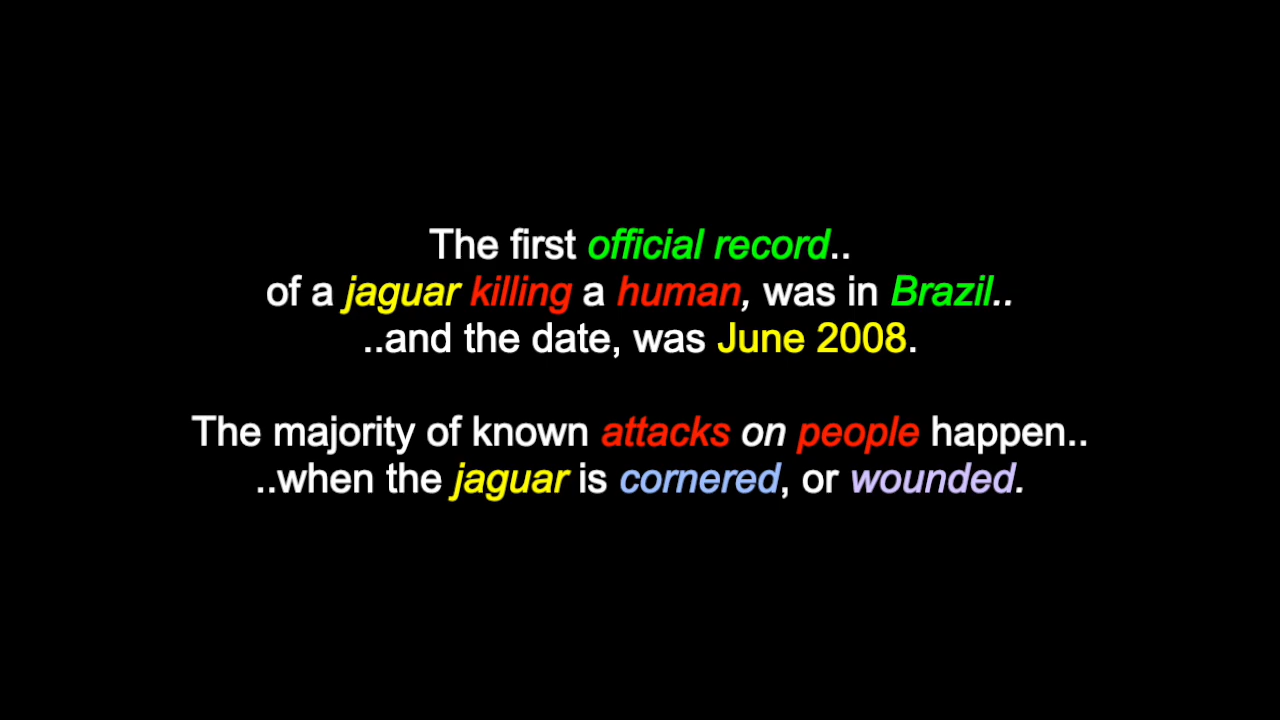 The first official record..
of a jaguar killing a human, was in Brazil..
..and the date, was June 2008.
The majority of known attacks on people happen..
..when the jaguar is cornered, or wounded.